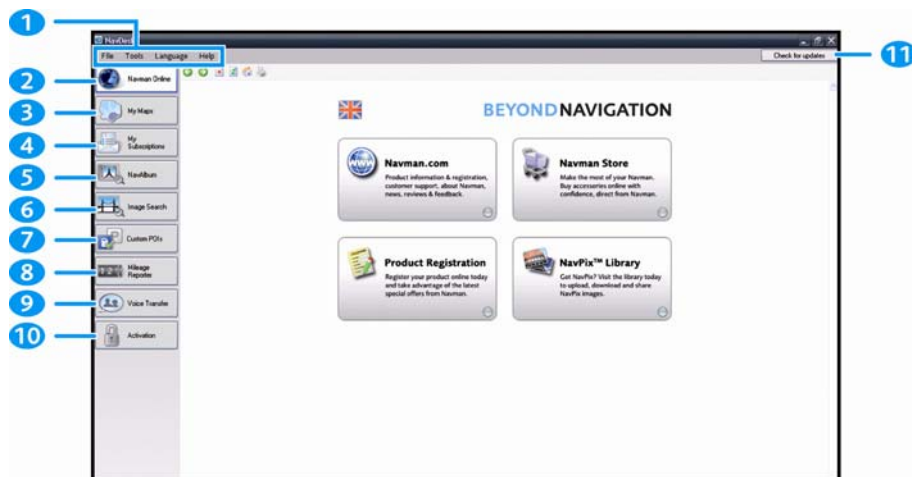 1
NavDesk
File Tools Language Help
Check for updates
11
2
Navman Online
3
My Maps
4
My
Subscriptions
5
NavAlbum
6
Image Search
7
Custom POIs
8
Mileage
Reporter
9
Voice Transfer
10
Activation
BEYOND NAVIGATION
Navman.com
Product information & registration,
customer support, about Navman,
news, reviews & feedback.
Navman Store
Make the most of your Navman.
Buy accessories online with
confidence, direct from Navman.
Product Registration
Register your product online today
and take advantage of the latest
special offers from Navman.
NavPix™ Library
Got NavPix? Visit the library today
to upload, download and share
NavPix images.